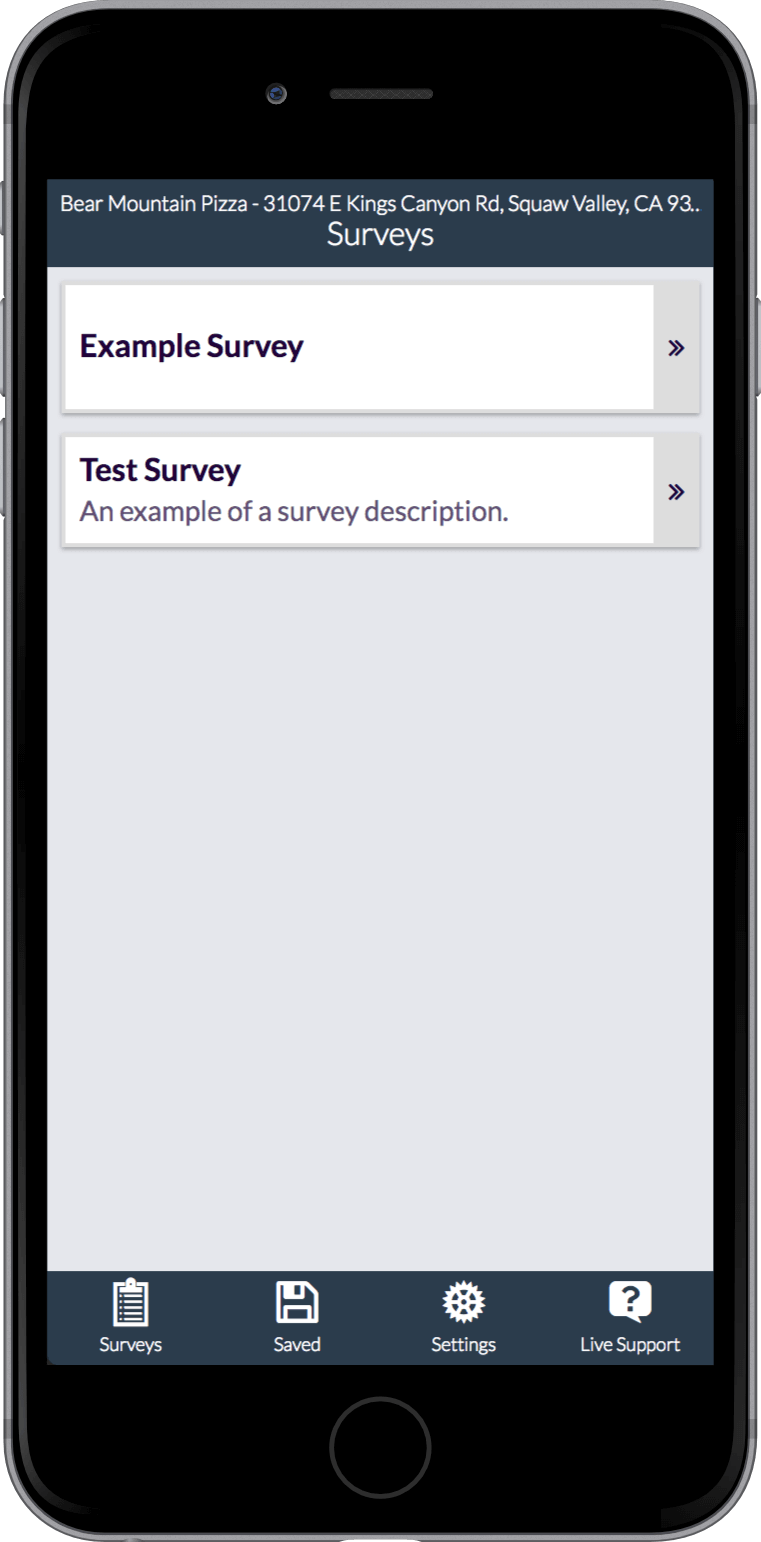 Bear Mountain Pizza - 31074 E Kings Canyon Rd, Squaw Valley, CA 93..
Surveys
Example Survey
Test Survey
An example of a survey description.
Surveys
Saved
Settings
Live Support